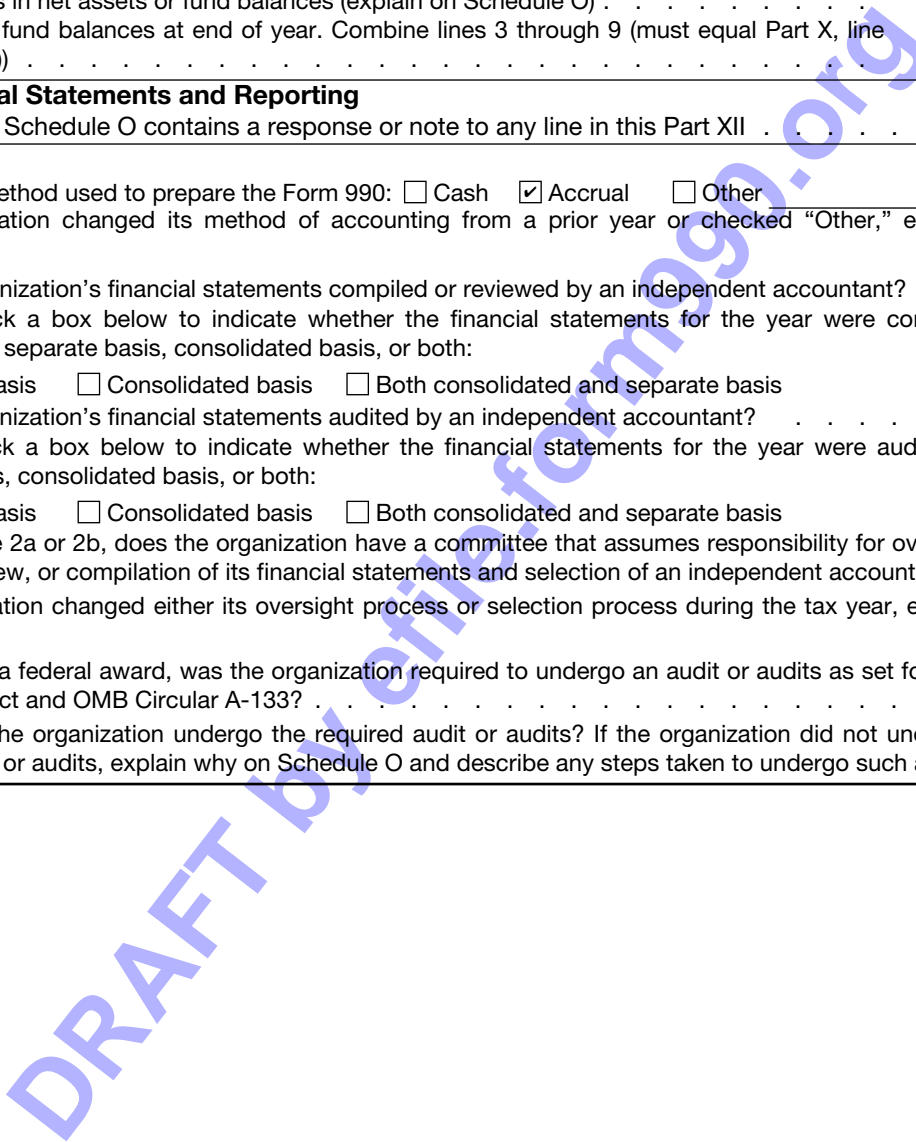 s in net assets or fund balances (explain on Schedule O) . . . . . . . .
fund balances at end of year. Combine lines 3 through 9 (must equal Part X, line
)) . . . . . . . . . . . . . . . . . . . . . . . . . . .
al Statements and Reporting
Schedule O contains a response or note to any line in this Part XII . . . . .
ethod used to prepare the Form 990: ☐ Cash ☑ Accrual ☐ Other
ation changed its method of accounting from a prior year or checked “Other,” e
nization’s financial statements compiled or reviewed by an independent accountant?
ck a box below to indicate whether the financial statements for the year were co
separate basis, consolidated basis, or both:
asis ☐ Consolidated basis ☐ Both consolidated and separate basis
nization’s financial statements audited by an independent accountant? . . . .
ck a box below to indicate whether the financial statements for the year were aud
s, consolidated basis, or both:
asis ☐ Consolidated basis ☐ Both consolidated and separate basis
e 2a or 2b, does the organization have a committee that assumes responsibility for ov
ew, or compilation of its financial statements and selection of an independent account
ation changed either its oversight process or selection process during the tax year, e
a federal award, was the organization required to undergo an audit or audits as set fo
ct and OMB Circular A-133? . . . . . . . . . . . . . . . . . . .
he organization undergo the required audit or audits? If the organization did not und
or audits, explain why on Schedule O and describe any steps taken to undergo such a
DRAFT by efile.form990.org